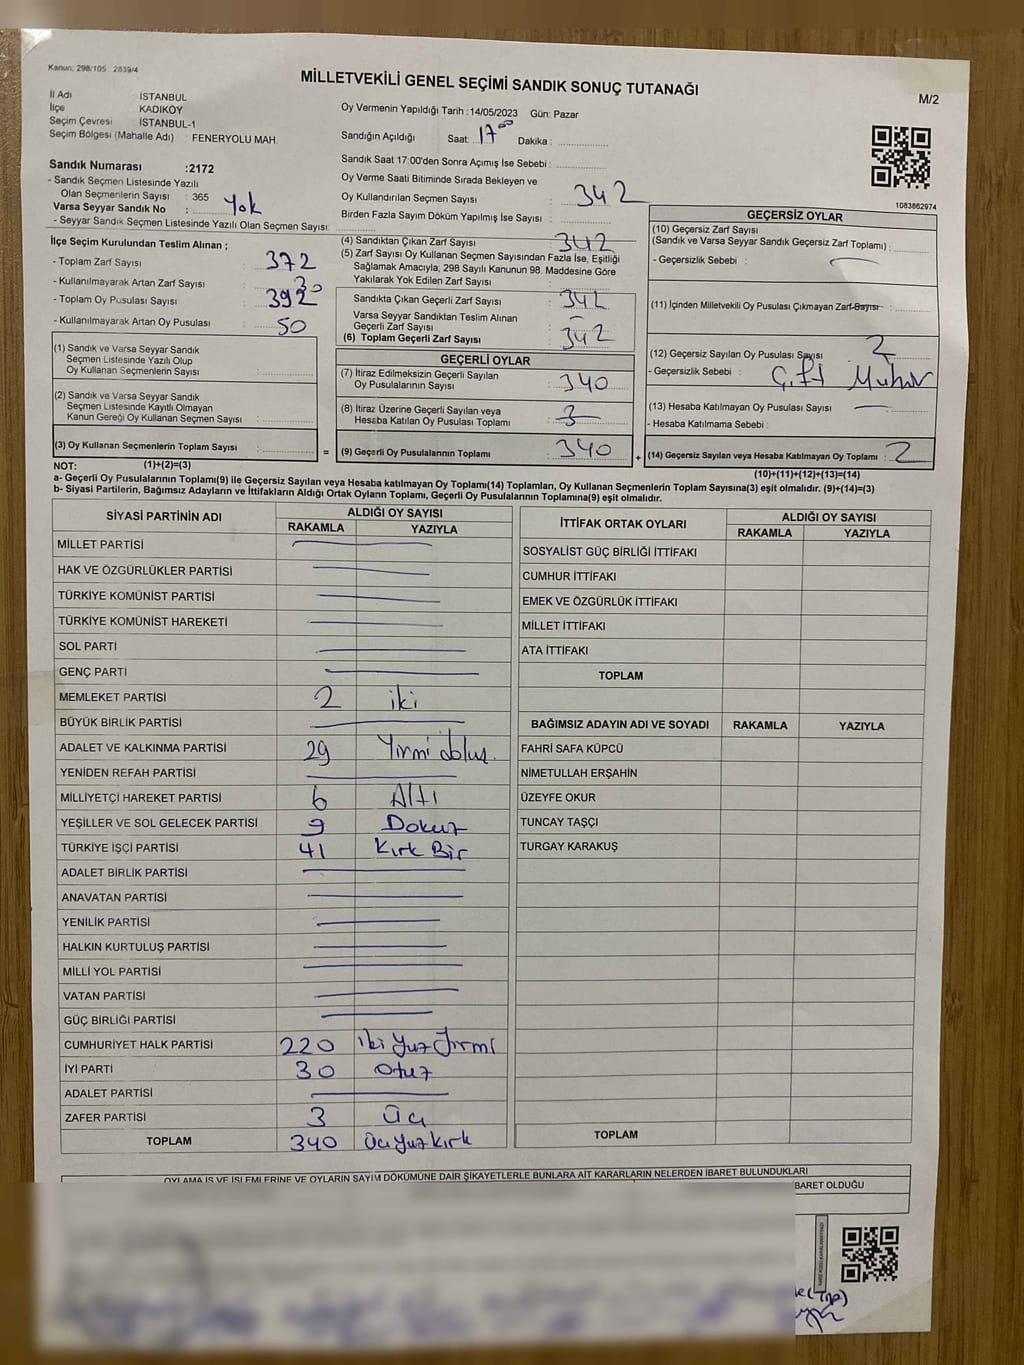 Kanun: 298/105 2839/4
MİLLETVEKİLİ GENEL SEÇİMİ SANDIK SONUÇ TUTANAĞI
M/2
İl Adı : İSTANBUL
İlçe : KADIKÖY
Seçim Çevresi : İSTANBUL-1
Seçim Bölgesi (Mahalle Adı) : FENERYOLU MAH.
Oy Vermenin Yapıldığı Tarih :14/05/2023 Gün: Pazar
Sandığın Açıldığı Saat: 17 00 Dakika :
Sandık Saat 17:00'den Sonra Açımış İse Sebebi :
Sandık Numarası :2172
- Sandık Seçmen Listesinde Yazılı
Olan Seçmenlerin Sayısı : 365
Varsa Seyyar Sandık No : Yok
- Seyyar Sandık Seçmen Listesinde Yazılı Olan Seçmen Sayısı:
Oy Verme Saati Bitiminde Sırada Bekleyen ve
Oy Kullandırılan Seçmen Sayısı 342
Birden Fazla Sayım Döküm Yapılmış İse Sayısı :
1083862974
İlçe Seçim Kurulundan Teslim Alınan ;
- Toplam Zarf Sayısı 372
- Kullanılmayarak Artan Zarf Sayısı : 30
- Toplam Oy Pusulası Sayısı 392
- Kullanılmayarak Artan Oy Pusulası 50
(1) Sandık ve Varsa Seyyar Sandık
Seçmen Listesinde Yazılı Olup
Oy Kullanan Seçmenlerin Sayısı :
(2) Sandık ve Varsa Seyyar Sandık
Seçmen Listesinde Kayıtlı Olmayan
Kanun Gereği Oy Kullanan Seçmen Sayısı :
(3) Oy Kullanan Seçmenlerin Toplam Sayısı :
=
(4) Sandıktan Çıkan Zarf Sayısı 342
(5) Zarf Sayısı Oy Kullanan Seçmen Sayısından Fazla İse, Eşitliği
Sağlamak Amacıyla; 298 Sayılı Kanunun 98. Maddesine Göre
Yakılarak Yok Edilen Zarf Sayısı :
Sandıkta Çıkan Geçerli Zarf Sayısı 342
Varsa Seyyar Sandıktan Teslim Alınan
Geçerli Zarf Sayısı -
(6) Toplam Geçerli Zarf Sayısı 342
GEÇERLİ OYLAR
(7) İtiraz Edilmeksizin Geçerli Sayılan
Oy Pusulalarının Sayısı 340
(8) İtiraz Üzerine Geçerli Sayılan veya
Hesaba Katılan Oy Pusulası Toplamı :
(9) Geçerli Oy Pusulalarının Toplamı : 340
+
GEÇERSİZ OYLAR
(10) Geçersiz Zarf Sayısı
(Sandık ve Varsa Seyyar Sandık Geçersiz Zarf Toplamı) :
- Geçersizlik Sebebi :
(11) İçinden Milletvekili Oy Pusulası Çıkmayan Zarf Sayısı :
(12) Geçersiz Sayılan Oy Pusulası Sayısı 2
- Geçersizlik Sebebi : Çift Mühür
(13) Hesaba Katılmayan Oy Pusulası Sayısı
- Hesaba Katılmama Sebebi :
(14) Geçersiz Sayılan veya Hesaba Katılmayan Oy Toplamı : 2
NOT: (1)+(2)=(3)
(10)+(11)+(12)+(13)=(14)
a- Geçerli Oy Pusulalarının Toplamı(9) ile Geçersiz Sayılan veya Hesaba katılmayan Oy Toplamı(14) Toplamları, Oy Kullanan Seçmenlerin Toplam Sayısına(3) eşit olmalıdır. (9)+(14)=(3)
b- Siyasi Partilerin, Bağımsız Adayların ve İttifakların Aldığı Ortak Oyların Toplamı, Geçerli Oy Pusulalarının Toplamına(9) eşit olmalıdır.
SİYASİ PARTİNİN ADI ALDIĞI OY SAYISI
RAKAMLA YAZIYLA
MİLLET PARTİSİ
HAK VE ÖZGÜRLÜKLER PARTİSİ
TÜRKİYE KOMÜNİST PARTİSİ
TÜRKİYE KOMÜNİST HAREKETİ
SOL PARTİ
GENÇ PARTİ
MEMLEKET PARTİSİ 2 iki
BÜYÜK BİRLİK PARTİSİ
ADALET VE KALKINMA PARTİSİ 29 Yirmi dokuz
YENİDEN REFAH PARTİSİ
MİLLİYETÇİ HAREKET PARTİSİ 6 Altı
YEŞİLLER VE SOL GELECEK PARTİSİ 9 Dokuz
TÜRKİYE İŞÇİ PARTİSİ 41 Kırk Bir
ADALET BİRLİK PARTİSİ
ANAVATAN PARTİSİ
YENİLİK PARTİSİ
HALKIN KURTULUŞ PARTİSİ
MİLLİ YOL PARTİSİ
VATAN PARTİSİ
GÜÇ BİRLİĞİ PARTİSİ
CUMHURİYET HALK PARTİSİ 220 iki Yuz Yirmi
İYİ PARTİ 30 Otuz
ADALET PARTİSİ
ZAFER PARTİSİ 3 Üç
TOPLAM 340 ÜçYuzKırk
İTTİFAK ORTAK OYLARI ALDIĞI OY SAYISI
RAKAMLA YAZIYLA
SOSYALİST GÜÇ BİRLİĞİ İTTİFAKI
CUMHUR İTTİFAKI
EMEK VE ÖZGÜRLÜK İTTİFAKI
MİLLET İTTİFAKI
ATA İTTİFAKI
TOPLAM
BAĞIMSIZ ADAYIN ADI VE SOYADI RAKAMLA YAZIYLA
FAHRİ SAFA KÜPCÜ
NİMETULLAH ERŞAHİN
ÜZEYFE OKUR
TUNCAY TAŞÇI
TURGAY KARAKUŞ
TOPLAM
OYLAMA İŞ VE İŞLEMLERİNE VE OYLARIN SAYIM DÖKÜMÜNE DAİR ŞİKAYETLERLE BUNLARA AİT KARARLARIN NELERDEN İBARET BULUNDUKLARI
BARET OLDUĞU